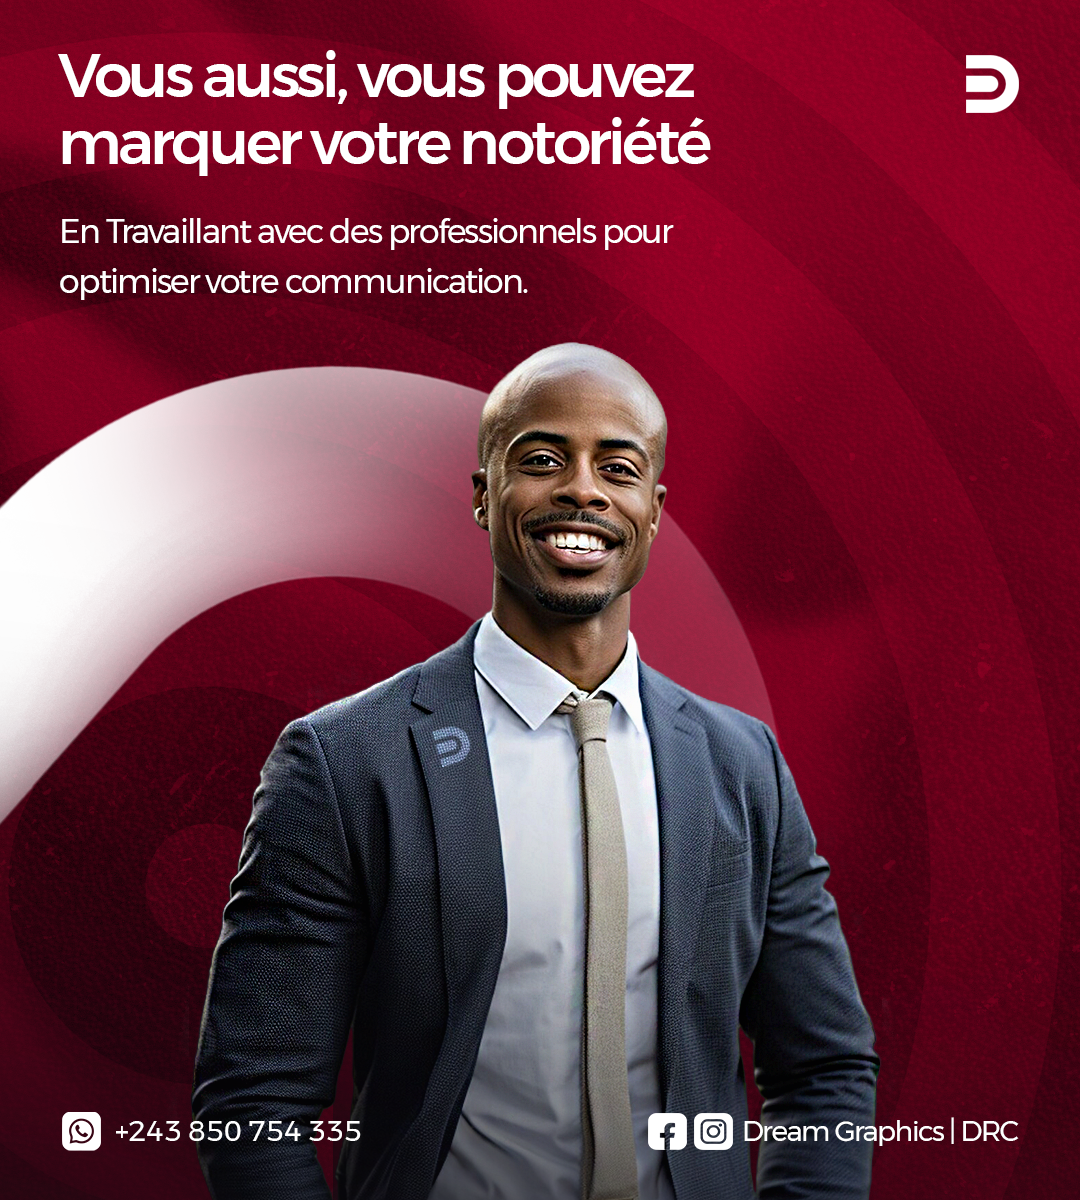 Vous aussi, vous pouvez
marquer votre notoriété
En Travaillant avec des professionnels pour
optimiser votre communication.
+243 850 754 335
Dream Graphics | DRC